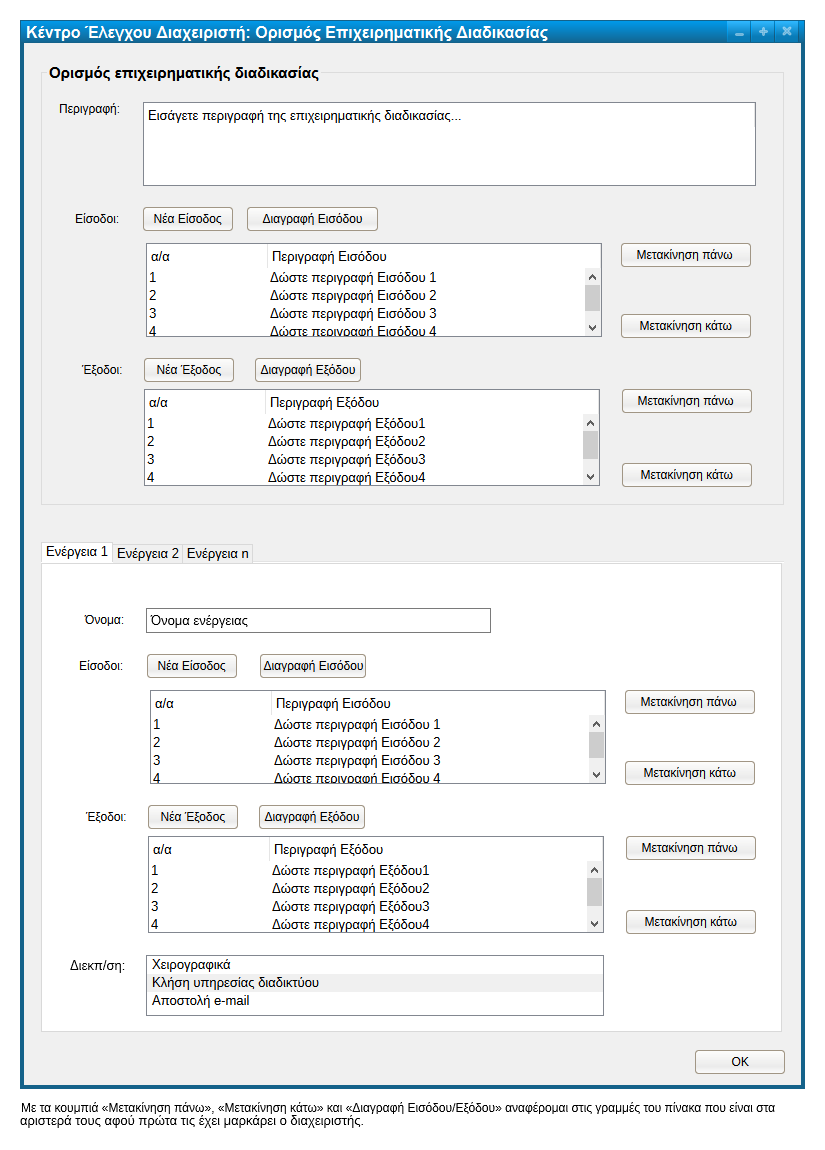 Κέντρο Έλεγχου Διαχειριστή: Ορισμός Επιχειρηματικής Διαδικασίας
Ορισμός επιχειρηματικής διαδικασίας
Περιγραφή:
Εισάγετε περιγραφή της επιχειρηματικής διαδικασίας...
Είσοδοι: Νέα Είσοδος Διαγραφή Εισόδου
α/α Περιγραφή Εισόδου Μετακίνηση πάνω
1 Δώστε περιγραφή Εισόδου 1
2 Δώστε περιγραφή Εισόδου 2
3 Δώστε περιγραφή Εισόδου 3
4 Δώστε περιγραφή Εισόδου 4 Μετακίνηση κάτω
Έξοδοι: Νέα Έξοδος Διαγραφή Εξόδου
α/α Περιγραφή Εξόδου Μετακίνηση πάνω
1 Δώστε περιγραφή Εξόδου1
2 Δώστε περιγραφή Εξόδου2
3 Δώστε περιγραφή Εξόδου3
4 Δώστε περιγραφή Εξόδου4 Μετακίνηση κάτω
Ενέργεια 1 Ενέργεια 2 Ενέργεια n
Όνομα: Όνομα ενέργειας
Είσοδοι: Νέα Είσοδος Διαγραφή Εισόδου
α/α Περιγραφή Εισόδου Μετακίνηση πάνω
1 Δώστε περιγραφή Εισόδου 1
2 Δώστε περιγραφή Εισόδου 2
3 Δώστε περιγραφή Εισόδου 3
4 Δώστε περιγραφή Εισόδου 4 Μετακίνηση κάτω
Έξοδοι: Νέα Έξοδος Διαγραφή Εξόδου
α/α Περιγραφή Εξόδου Μετακίνηση πάνω
1 Δώστε περιγραφή Εξόδου1
2 Δώστε περιγραφή Εξόδου2
3 Δώστε περιγραφή Εξόδου3
4 Δώστε περιγραφή Εξόδου4 Μετακίνηση κάτω
Διεκπ/ση: Χειρογραφικά
Κλήση υπηρεσίας διαδικτύου
Αποστολή e-mail
OK
Με τα κουμπιά «Μετακίνηση πάνω», «Μετακίνηση κάτω» και «Διαγραφή Εισόδου/Εξόδου» αναφέρομαι στις γραμμές του πίνακα που είναι στα
αριστερά τους αφού πρώτα τις έχει μαρκάρει ο διαχειριστής.